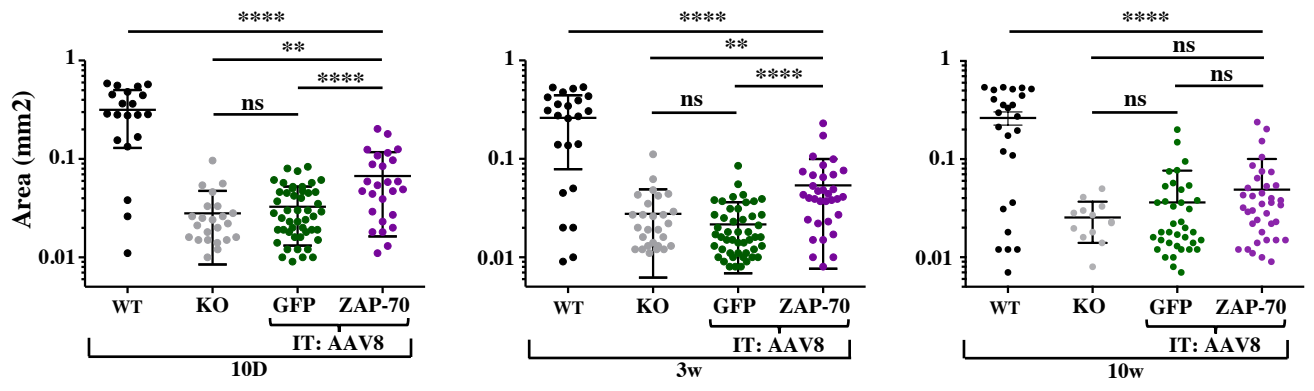 **** **** ****
** ** ns
**** **** ns
ns ns ns
Area (mm2)
1
0.1
0.01
WT KO GFP ZAP-70
IT: AAV8
10D
1
0.1
0.01
WT KO GFP ZAP-70
IT: AAV8
3w
1
0.1
0.01
WT KO GFP ZAP-70
IT: AAV8
10w